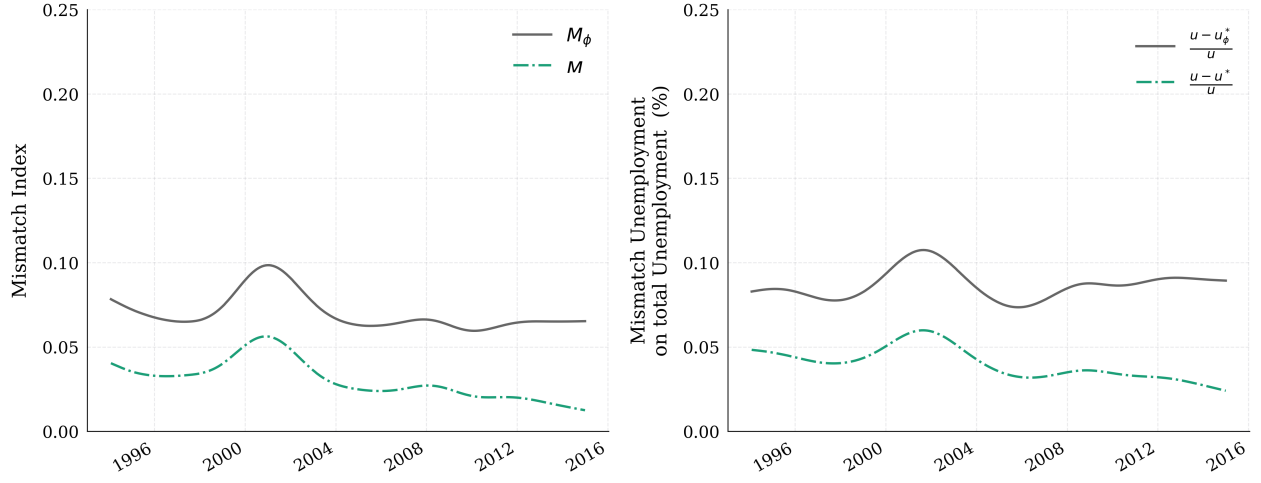 0.25
0.20
0.15
0.10
0.05
0.00
Mismatch Index
1996
2000
2004
2008
2012
2016
M_ϕ
M
0.25
0.20
0.15
0.10
0.05
0.00
Mismatch Unemployment
on total Unemployment (%)
1996
2000
2004
2008
2012
2016
u − u*_ϕ
u
u − u*
u